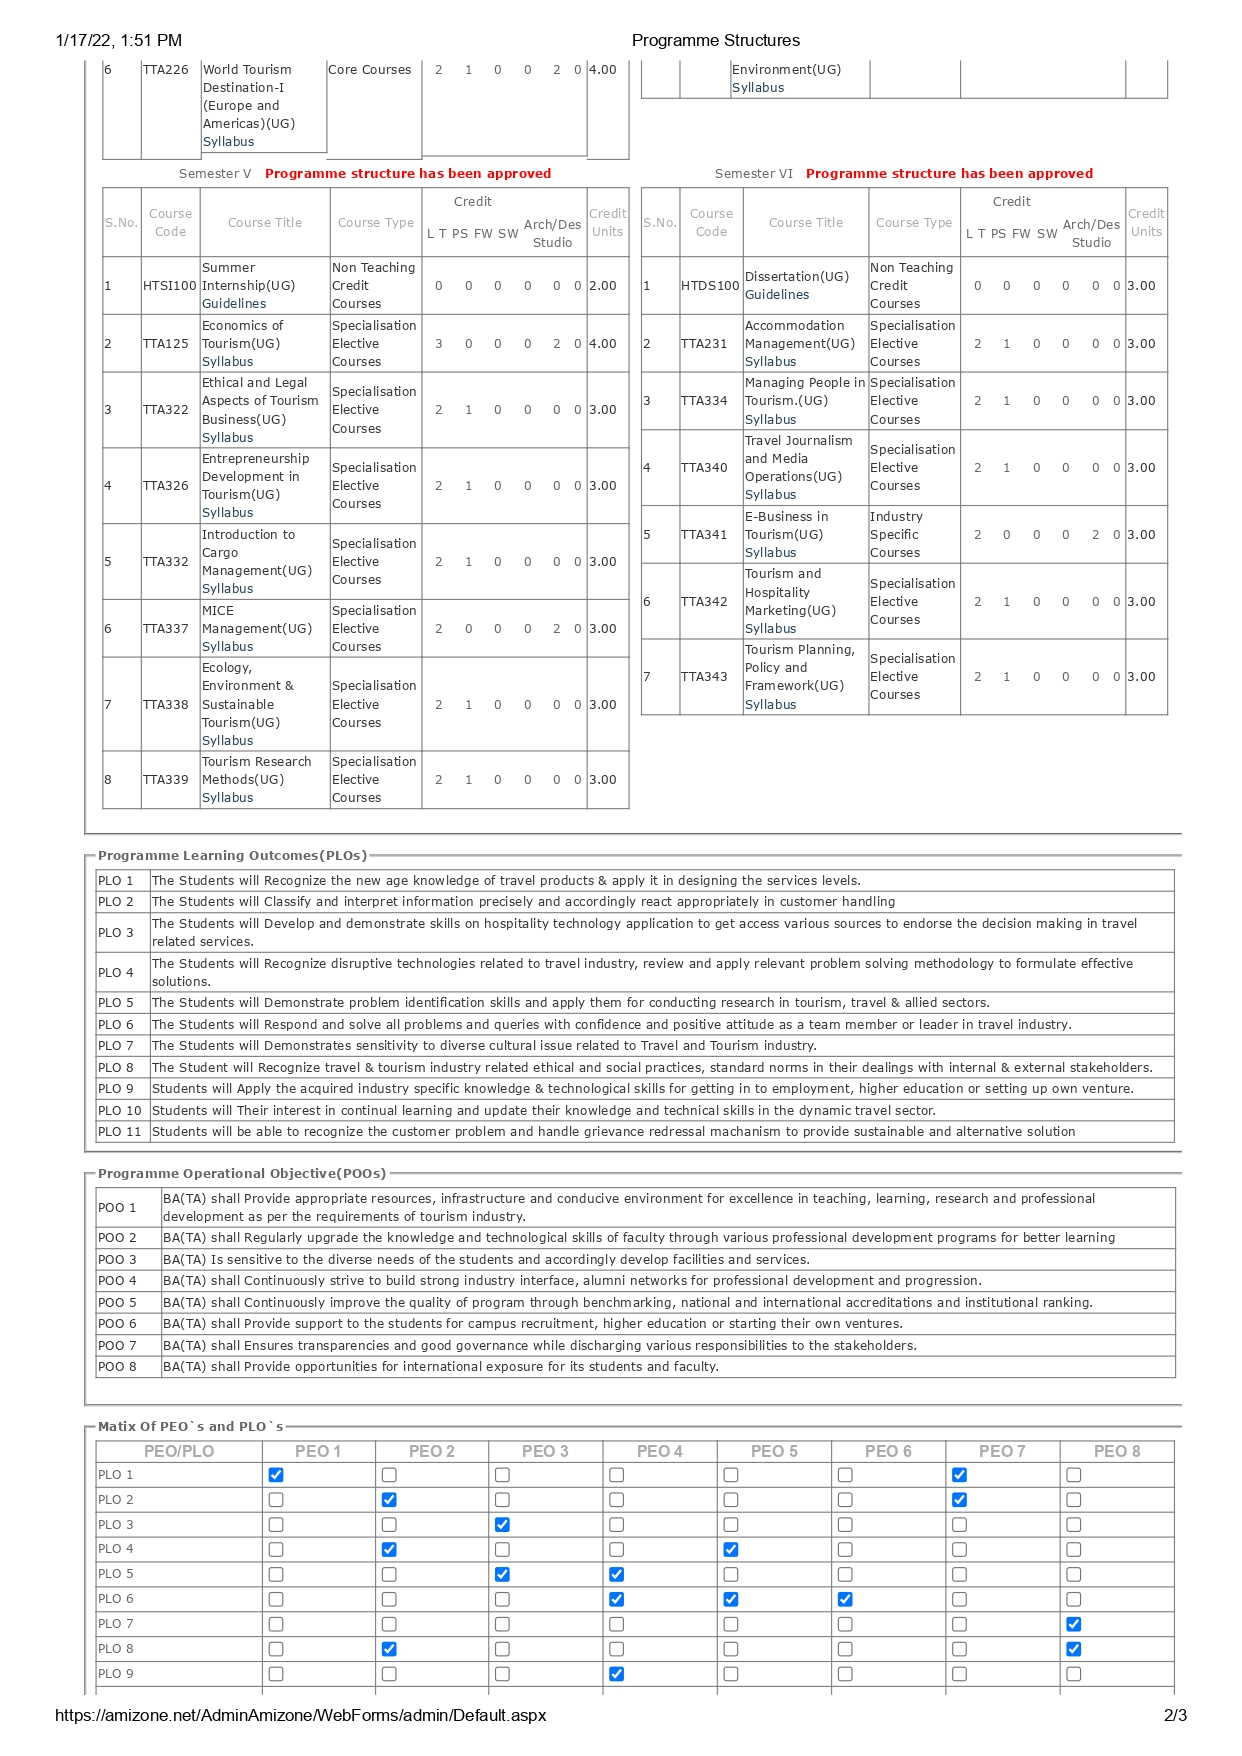 1/17/22, 1:51 PM Programme Structures
6 TTA226 World Tourism Core Courses 2 1 0 0 2 0 4.00
Destination-I
(Europe and
Americas)(UG)
Syllabus
Environment(UG)
Syllabus
Semester V Programme structure has been approved
S.No. Course Code Course Title Course Type Credit Credit Units
L T PS FW SW Arch/Des Studio
1 HTSI100 Summer Internship(UG) Guidelines Non Teaching Credit Courses 0 0 0 0 0 0 2.00
2 TTA125 Economics of Tourism(UG) Syllabus Specialisation Elective Courses 3 0 0 0 2 0 4.00
3 TTA322 Ethical and Legal Aspects of Tourism Business(UG) Syllabus Specialisation Elective Courses 2 1 0 0 0 0 3.00
4 TTA326 Entrepreneurship Development in Tourism(UG) Syllabus Specialisation Elective Courses 2 1 0 0 0 0 3.00
5 TTA332 Introduction to Cargo Management(UG) Syllabus Specialisation Elective Courses 2 1 0 0 0 0 3.00
6 TTA337 MICE Management(UG) Syllabus Specialisation Elective Courses 2 0 0 0 2 0 3.00
7 TTA338 Ecology, Environment & Sustainable Tourism(UG) Syllabus Specialisation Elective Courses 2 1 0 0 0 0 3.00
8 TTA339 Tourism Research Methods(UG) Syllabus Specialisation Elective Courses 2 1 0 0 0 0 3.00
Semester VI Programme structure has been approved
S.No. Course Code Course Title Course Type Credit Credit Units
L T PS FW SW Arch/Des Studio
1 HTDS100 Dissertation(UG) Guidelines Non Teaching Credit Courses 0 0 0 0 0 0 3.00
2 TTA231 Accommodation Management(UG) Syllabus Specialisation Elective Courses 2 1 0 0 0 0 3.00
3 TTA334 Managing People in Tourism.(UG) Syllabus Specialisation Elective Courses 2 1 0 0 0 0 3.00
4 TTA340 Travel Journalism and Media Operations(UG) Syllabus Specialisation Elective Courses 2 1 0 0 0 0 3.00
5 TTA341 E-Business in Tourism(UG) Syllabus Industry Specific Courses 2 0 0 0 2 0 3.00
6 TTA342 Tourism and Hospitality Marketing(UG) Syllabus Specialisation Elective Courses 2 1 0 0 0 0 3.00
7 TTA343 Tourism Planning, Policy and Framework(UG) Syllabus Specialisation Elective Courses 2 1 0 0 0 0 3.00
Programme Learning Outcomes(PLOs)
PLO 1 The Students will Recognize the new age knowledge of travel products & apply it in designing the services levels.
PLO 2 The Students will Classify and interpret information precisely and accordingly react appropriately in customer handling
PLO 3 The Students will Develop and demonstrate skills on hospitality technology application to get access various sources to endorse the decision making in travel
related services.
PLO 4 The Students will Recognize disruptive technologies related to travel industry, review and apply relevant problem solving methodology to formulate effective
solutions.
PLO 5 The Students will Demonstrate problem identification skills and apply them for conducting research in tourism, travel & allied sectors.
PLO 6 The Students will Respond and solve all problems and queries with confidence and positive attitude as a team member or leader in travel industry.
PLO 7 The Students will Demonstrates sensitivity to diverse cultural issue related to Travel and Tourism industry.
PLO 8 The Student will Recognize travel & tourism industry related ethical and social practices, standard norms in their dealings with internal & external stakeholders.
PLO 9 Students will Apply the acquired industry specific knowledge & technological skills for getting in to employment, higher education or setting up own venture.
PLO 10 Students will Their interest in continual learning and update their knowledge and technical skills in the dynamic travel sector.
PLO 11 Students will be able to recognize the customer problem and handle grievance redressal machanism to provide sustainable and alternative solution
Programme Operational Objective(POOs)
POO 1 BA(TA) shall Provide appropriate resources, infrastructure and conducive environment for excellence in teaching, learning, research and professional
development as per the requirements of tourism industry.
POO 2 BA(TA) shall Regularly upgrade the knowledge and technological skills of faculty through various professional development programs for better learning
POO 3 BA(TA) Is sensitive to the diverse needs of the students and accordingly develop facilities and services.
POO 4 BA(TA) shall Continuously strive to build strong industry interface, alumni networks for professional development and progression.
POO 5 BA(TA) shall Continuously improve the quality of program through benchmarking, national and international accreditations and institutional ranking.
POO 6 BA(TA) shall Provide support to the students for campus recruitment, higher education or starting their own ventures.
POO 7 BA(TA) shall Ensures transparencies and good governance while discharging various responsibilities to the stakeholders.
POO 8 BA(TA) shall Provide opportunities for international exposure for its students and faculty.
Matix Of PEO`s and PLO`s
PEO/PLO PEO 1 PEO 2 PEO 3 PEO 4 PEO 5 PEO 6 PEO 7 PEO 8
PLO 1
PLO 2
PLO 3
PLO 4
PLO 5
PLO 6
PLO 7
PLO 8
PLO 9
https://amizone.net/AdminAmizone/WebForms/admin/Default.aspx 2/3